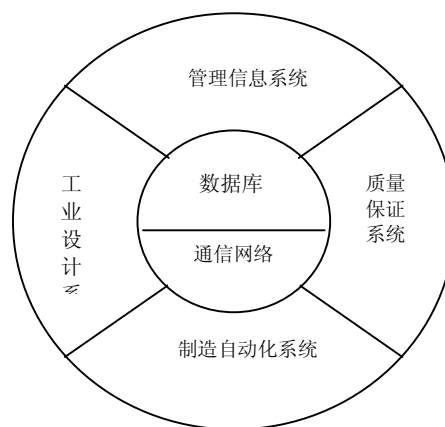 管理信息系统
工
业
设
计
数据库
质量
保证
系统
通信网络
制造自动化系统